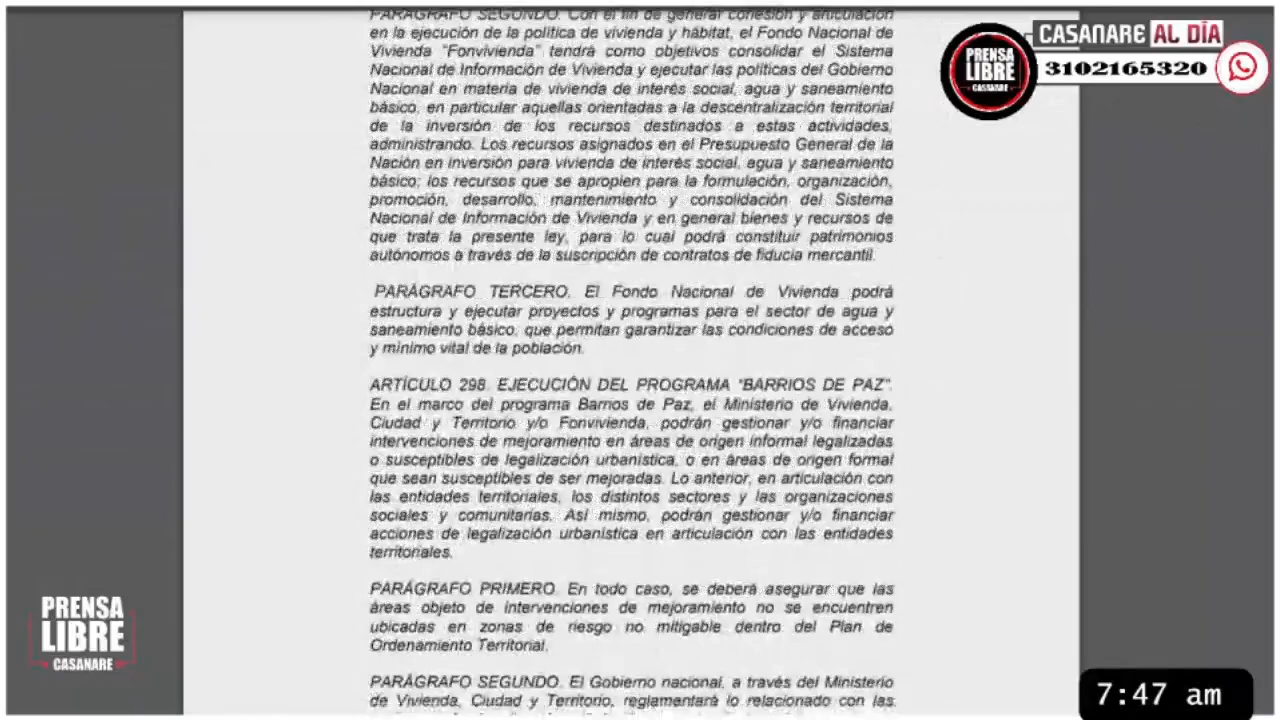 PARÁGRAFO SEGUNDO. Con el fin de generar cohesión y articulación
en la ejecución de la política de vivienda y hábitat, el Fondo Nacional de
Vivienda "Fonvivienda" tendrá como objetivos consolidar el Sistema
Nacional de Información de Vivienda y ejecutar las políticas del Gobierno
Nacional en materia de vivienda de interés social, agua y saneamiento
básico, en particular aquellas orientadas a la descentralización territorial
de la inversión de los recursos destinados a estas actividades,
administrando. Los recursos asignados en el Presupuesto General de la
Nación en inversión para vivienda de interés social, agua y saneamiento
básico; los recursos que se apropien para la formulación, organización,
promoción, desarrollo, mantenimiento y consolidación del Sistema
Nacional de Información de Vivienda y en general bienes y recursos de
que trata la presente ley, para lo cual podrá constituir patrimonios
autónomos a través de la suscripción de contratos de fiducia mercantil.
PARÁGRAFO TERCERO. El Fondo Nacional de Vivienda podrá
estructura y ejecutar proyectos y programas para el sector de agua y
saneamiento básico, que permitan garantizar las condiciones de acceso
y mínimo vital de la población.
ARTÍCULO 298. EJECUCIÓN DEL PROGRAMA "BARRIOS DE PAZ".
En el marco del programa Barrios de Paz, el Ministerio de Vivienda,
Ciudad y Territorio y/o Fonvivienda, podrán gestionar y/o financiar
intervenciones de mejoramiento en áreas de origen informal legalizadas
o susceptibles de legalización urbanística, o en áreas de origen formal
que sean susceptibles de ser mejoradas. Lo anterior, en articulación con
las entidades territoriales, los distintos sectores y las organizaciones
sociales y comunitarias. Así mismo, podrán gestionar y/o financiar
acciones de legalización urbanística en articulación con las entidades
territoriales.
PARÁGRAFO PRIMERO. En todo caso, se deberá asegurar que las
áreas objeto de intervenciones de mejoramiento no se encuentren
ubicadas en zonas de riesgo no mitigable dentro del Plan de
Ordenamiento Territorial.
PARÁGRAFO SEGUNDO. El Gobierno nacional, a través del Ministerio
de Vivienda, Ciudad y Territorio, reglamentará lo relacionado con las
CASANARE AL DÍA
3102165320
PRENSA
LIBRE
CASANARE
PRENSA
LIBRE
CASANARE
7:47 am